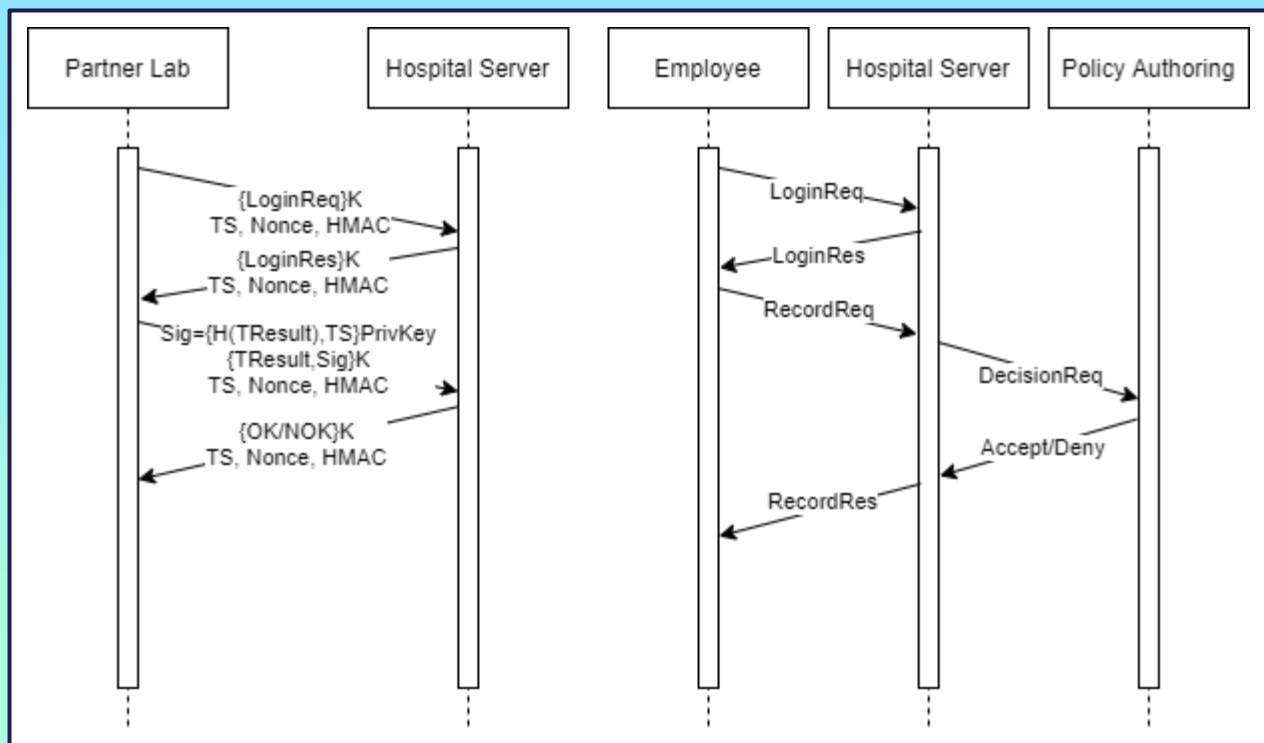 Partner Lab
Hospital Server
Employee
Hospital Server
Policy Authoring
{LoginReq}K
TS, Nonce, HMAC
{LoginRes}K
TS, Nonce, HMAC
Sig={H(TResult),TS}PrivKey
{TResult,Sig}K
TS, Nonce, HMAC
{OK/NOK}K
TS, Nonce, HMAC
LoginReq
LoginRes
RecordReq
DecisionReq
Accept/Deny
RecordRes